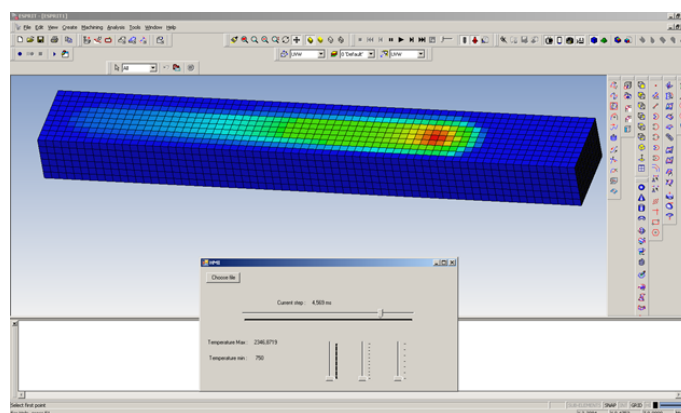 ESPRIT - [ESPRIT1]
File Edit View Create Machining Analysis Tools Window Help
UVW
0 'Default'
UVW
All
HMI
Choose file
Current step : 4,569 ms
Temperature Max : 2346,8719
Temperature min : 750
Select first point
SNAP
GRID